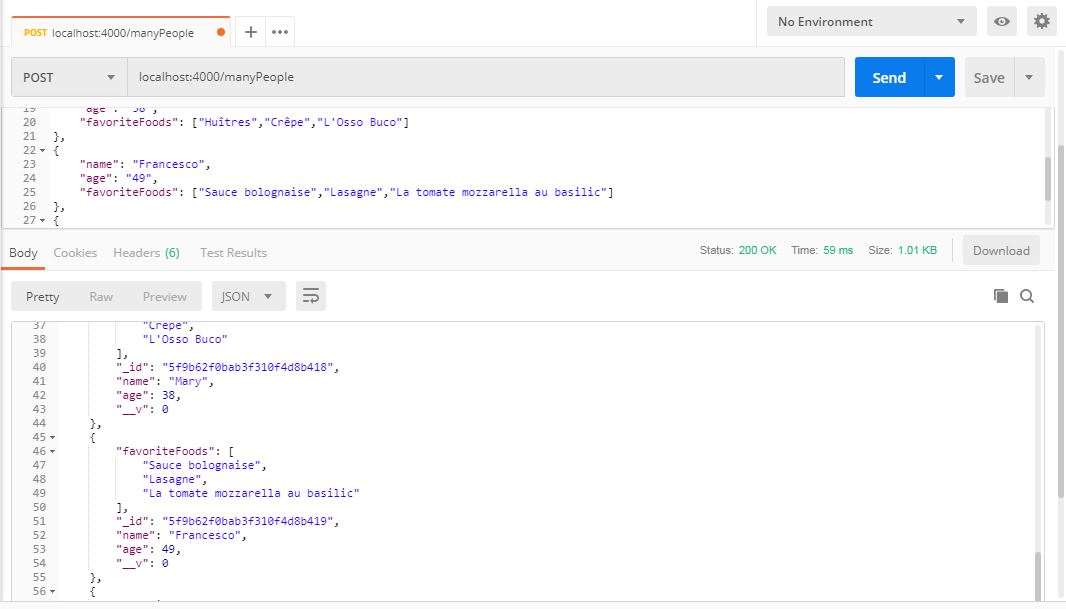 POST localhost:4000/manyPeople
No Environment
POST
localhost:4000/manyPeople
Send
Save
19 "age": "38",
20 "favoriteFoods": ["Huîtres","Crêpe","L'Osso Buco"]
21 },
22 {
23 "name": "Francesco",
24 "age": "49",
25 "favoriteFoods": ["Sauce bolognaise","Lasagne","La tomate mozzarella au basilic"]
26 },
27 {
Body Cookies Headers (6) Test Results
Status: 200 OK Time: 59 ms Size: 1.01 KB
Download
Pretty Raw Preview JSON
37 "Crêpe",
38 "L'Osso Buco"
39 ],
40 "_id": "5f9b62f0bab3f310f4d8b418",
41 "name": "Mary",
42 "age": 38,
43 "__v": 0
44 },
45 {
46 "favoriteFoods": [
47 "Sauce bolognaise",
48 "Lasagne",
49 "La tomate mozzarella au basilic"
50 ],
51 "_id": "5f9b62f0bab3f310f4d8b419",
52 "name": "Francesco",
53 "age": 49,
54 "__v": 0
55 },
56 {